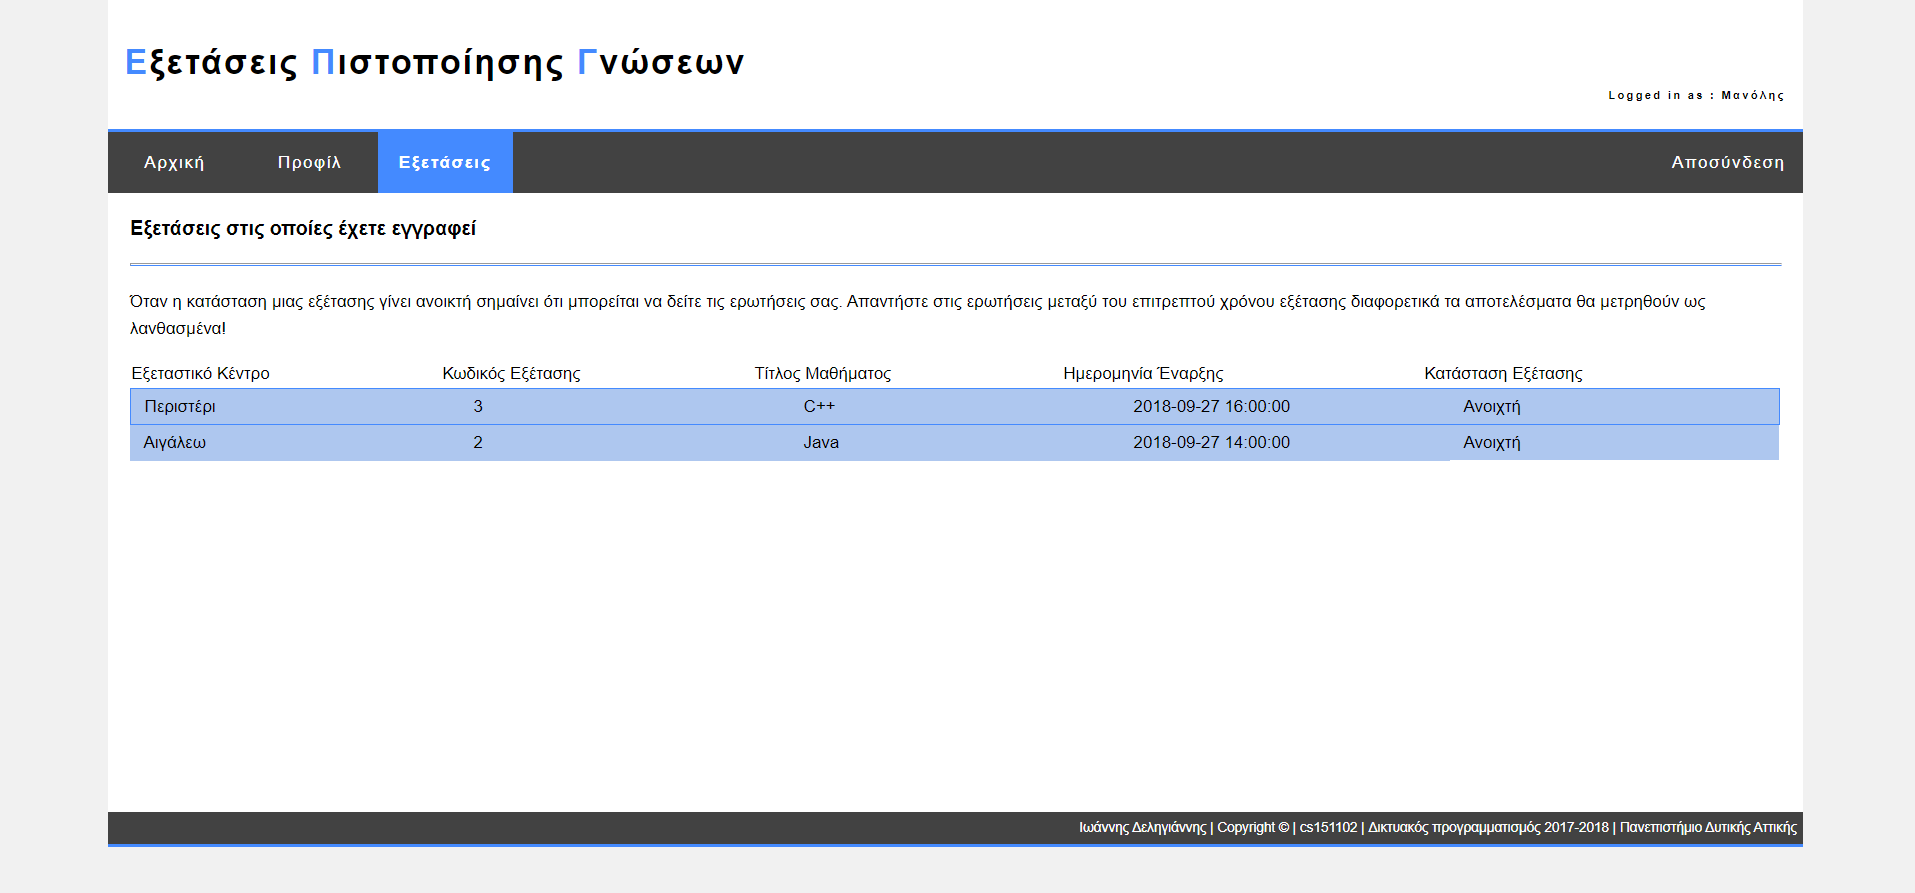 Εξετάσεις Πιστοποίησης Γνώσεων
Logged in as : Μανόλης
Αρχική Προφίλ Εξετάσεις Αποσύνδεση
Εξετάσεις στις οποίες έχετε εγγραφεί
Όταν η κατάσταση μιας εξέτασης γίνει ανοικτή σημαίνει ότι μπορείται να δείτε τις ερωτήσεις σας. Απαντήστε στις ερωτήσεις μεταξύ του επιτρεπτού χρόνου εξέτασης διαφορετικά τα αποτελέσματα θα μετρηθούν ως
λανθασμένα!
Εξεταστικό Κέντρο Κωδικός Εξέτασης Τίτλος Μαθήματος Ημερομηνία Έναρξης Κατάσταση Εξέτασης
Περιστέρι 3 C++ 2018-09-27 16:00:00 Ανοιχτή
Αιγάλεω 2 Java 2018-09-27 14:00:00 Ανοιχτή
Ιωάννης Δεληγιάννης | Copyright © | cs151102 | Δικτυακός προγραμματισμός 2017-2018 | Πανεπιστήμιο Δυτικής Αττικής